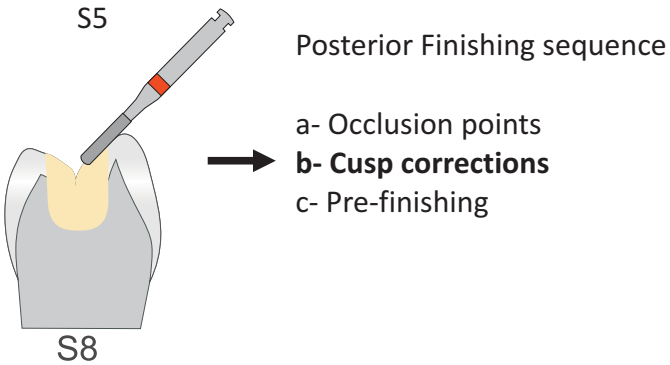 S5
Posterior Finishing sequence
a- Occlusion points
b- Cusp corrections
c- Pre-finishing
S8